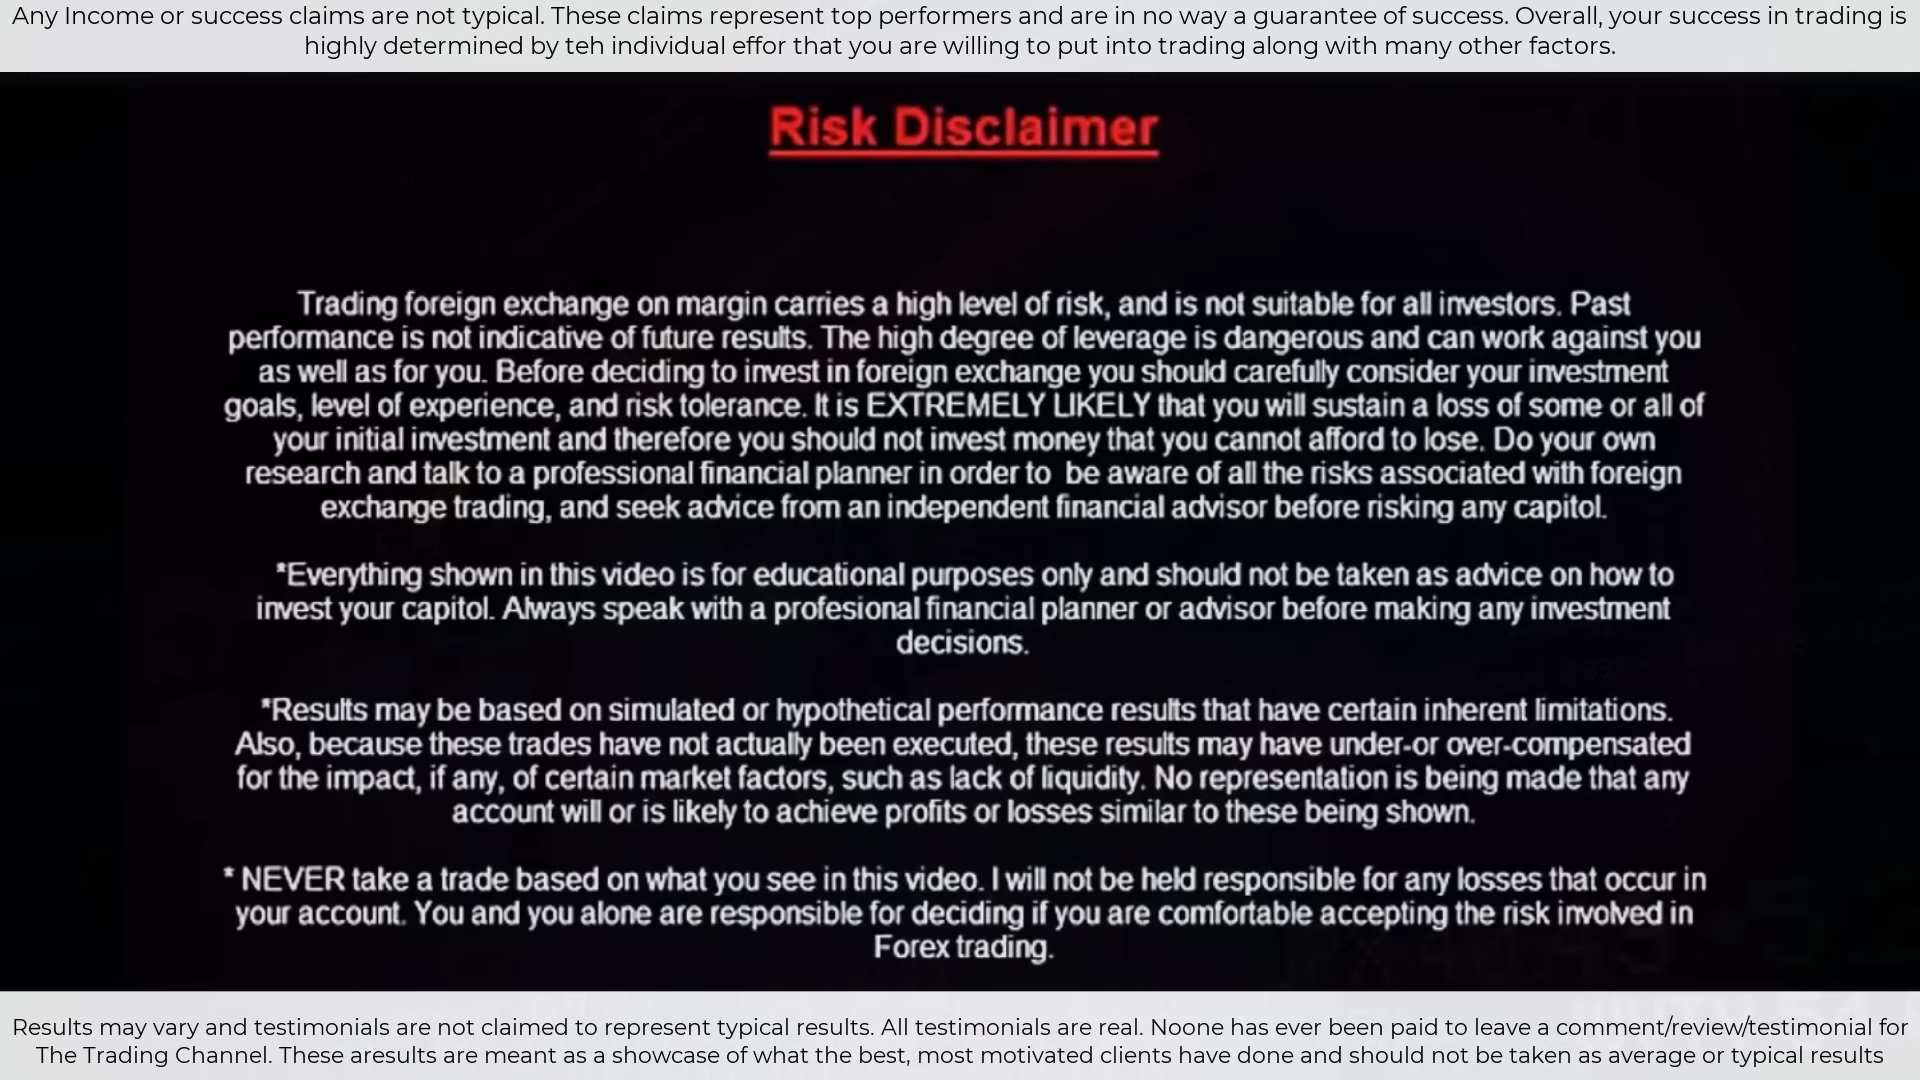 Any Income or success claims are not typical. These claims represent top performers and are in no way a guarantee of success. Overall, your success in trading is
highly determined by teh individual effor that you are willing to put into trading along with many other factors.
Risk Disclaimer
Trading foreign exchange on margin carries a high level of risk, and is not suitable for all investors. Past
performance is not indicative of future results. The high degree of leverage is dangerous and can work against you
as well as for you. Before deciding to invest in foreign exchange you should carefully consider your investment
goals, level of experience, and risk tolerance. It is EXTREMELY LIKELY that you will sustain a loss of some or all of
your initial investment and therefore you should not invest money that you cannot afford to lose. Do your own
research and talk to a professional financial planner in order to  be aware of all the risks associated with foreign
exchange trading, and seek advice from an independent financial advisor before risking any capitol.
*Everything shown in this video is for educational purposes only and should not be taken as advice on how to
invest your capitol. Always speak with a profesional financial planner or advisor before making any investment
decisions.
*Results may be based on simulated or hypothetical performance results that have certain inherent limitations.
Also, because these trades have not actually been executed, these results may have under-or over-compensated
for the impact, if any, of certain market factors, such as lack of liquidity. No representation is being made that any
account will or is likely to achieve profits or losses similar to these being shown.
* NEVER take a trade based on what you see in this video. I will not be held responsible for any losses that occur in
your account. You and you alone are responsible for deciding if you are comfortable accepting the risk involved in
Forex trading.
Results may vary and testimonials are not claimed to represent typical results. All testimonials are real. Noone has ever been paid to leave a comment/review/testimonial for
The Trading Channel. These aresults are meant as a showcase of what the best, most motivated clients have done and should not be taken as average or typical results